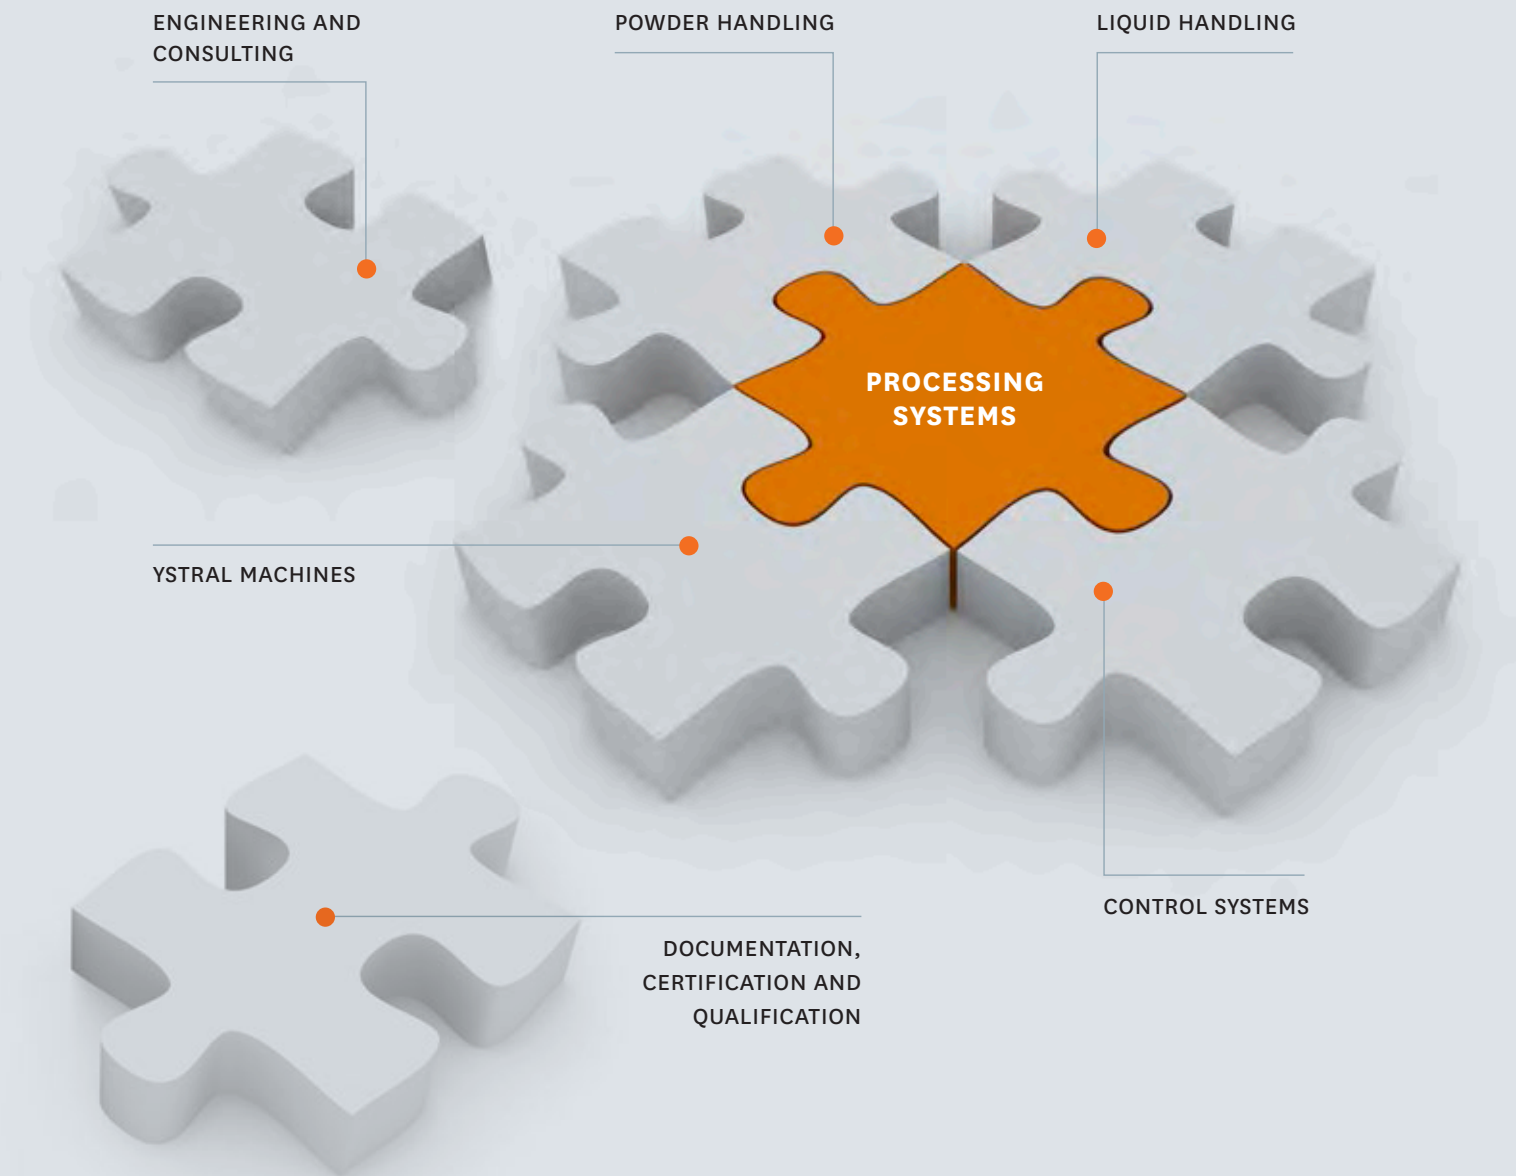 ENGINEERING AND
CONSULTING
POWDER HANDLING
LIQUID HANDLING
PROCESSING
SYSTEMS
YSTRAL MACHINES
CONTROL SYSTEMS
DOCUMENTATION,
CERTIFICATION AND
QUALIFICATION